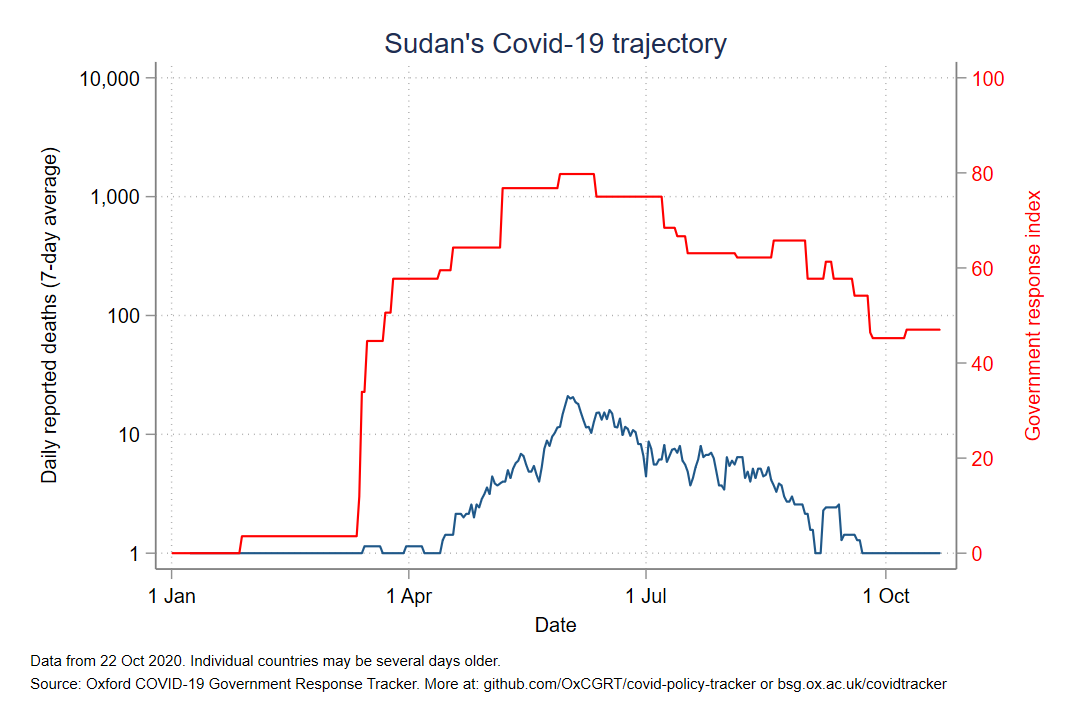 Sudan's Covid-19 trajectory
10,000
1,000
100
10
1
Daily reported deaths (7-day average)
100
80
60
40
20
0
Government response index
1 Jan
1 Apr
1 Jul
1 Oct
Date
Data from 22 Oct 2020. Individual countries may be several days older.
Source: Oxford COVID-19 Government Response Tracker. More at: github.com/OxCGRT/covid-policy-tracker or bsg.ox.ac.uk/covidtracker